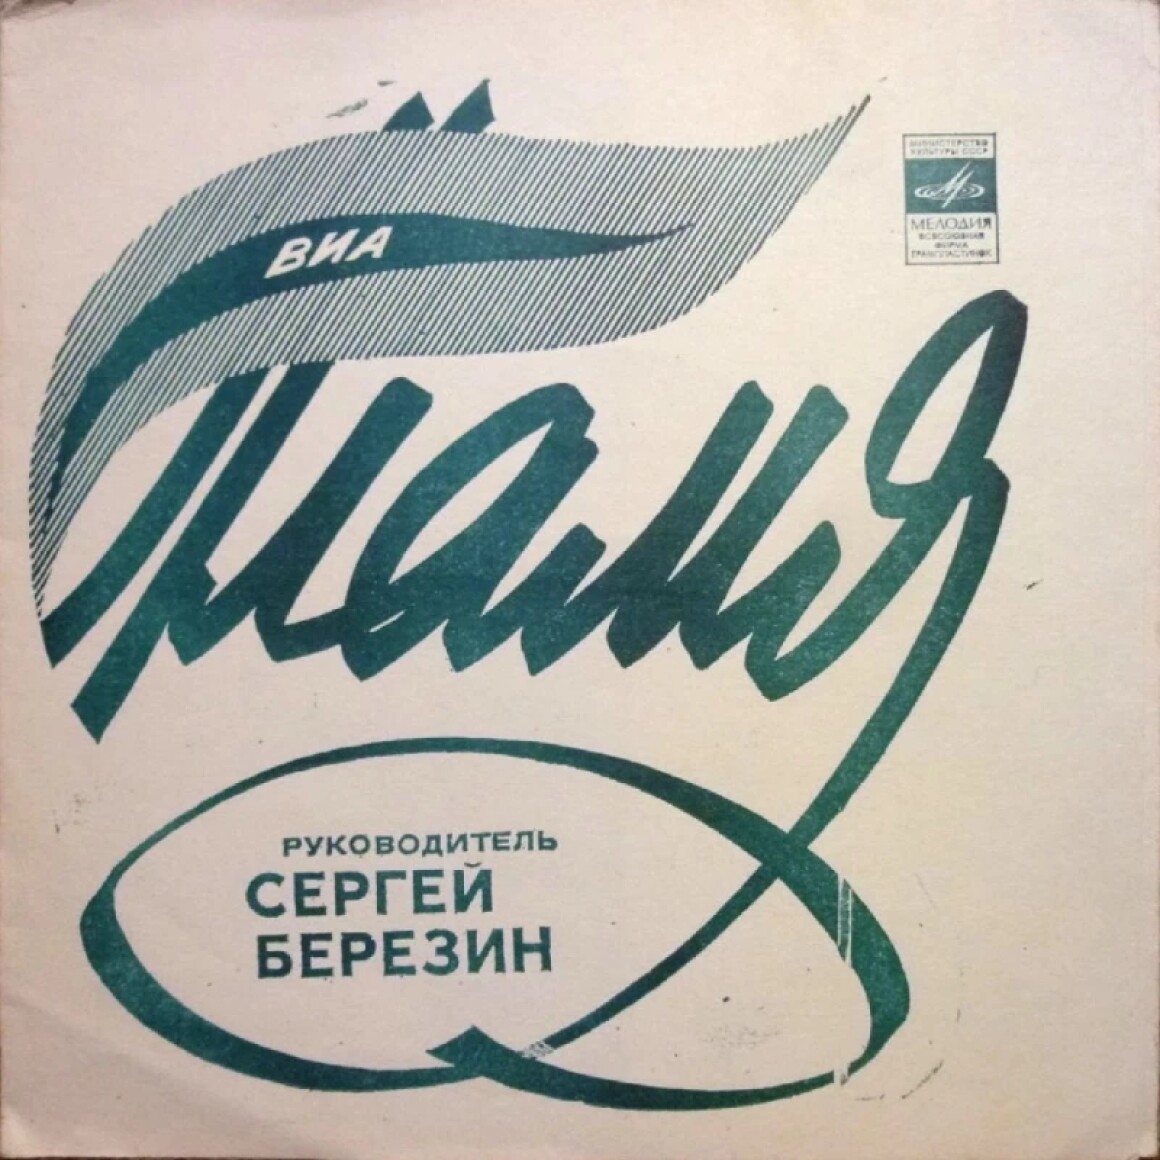 ВИА
Пламя
МИНИСТЕРСТВО
КУЛЬТУРЫ СССР
МЕЛОДИЯ
ВСЕСОЮЗНАЯ
ФИРМА
ГРАМПЛАСТИНОК
РУКОВОДИТЕЛЬ
СЕРГЕЙ
БЕРЕЗИН